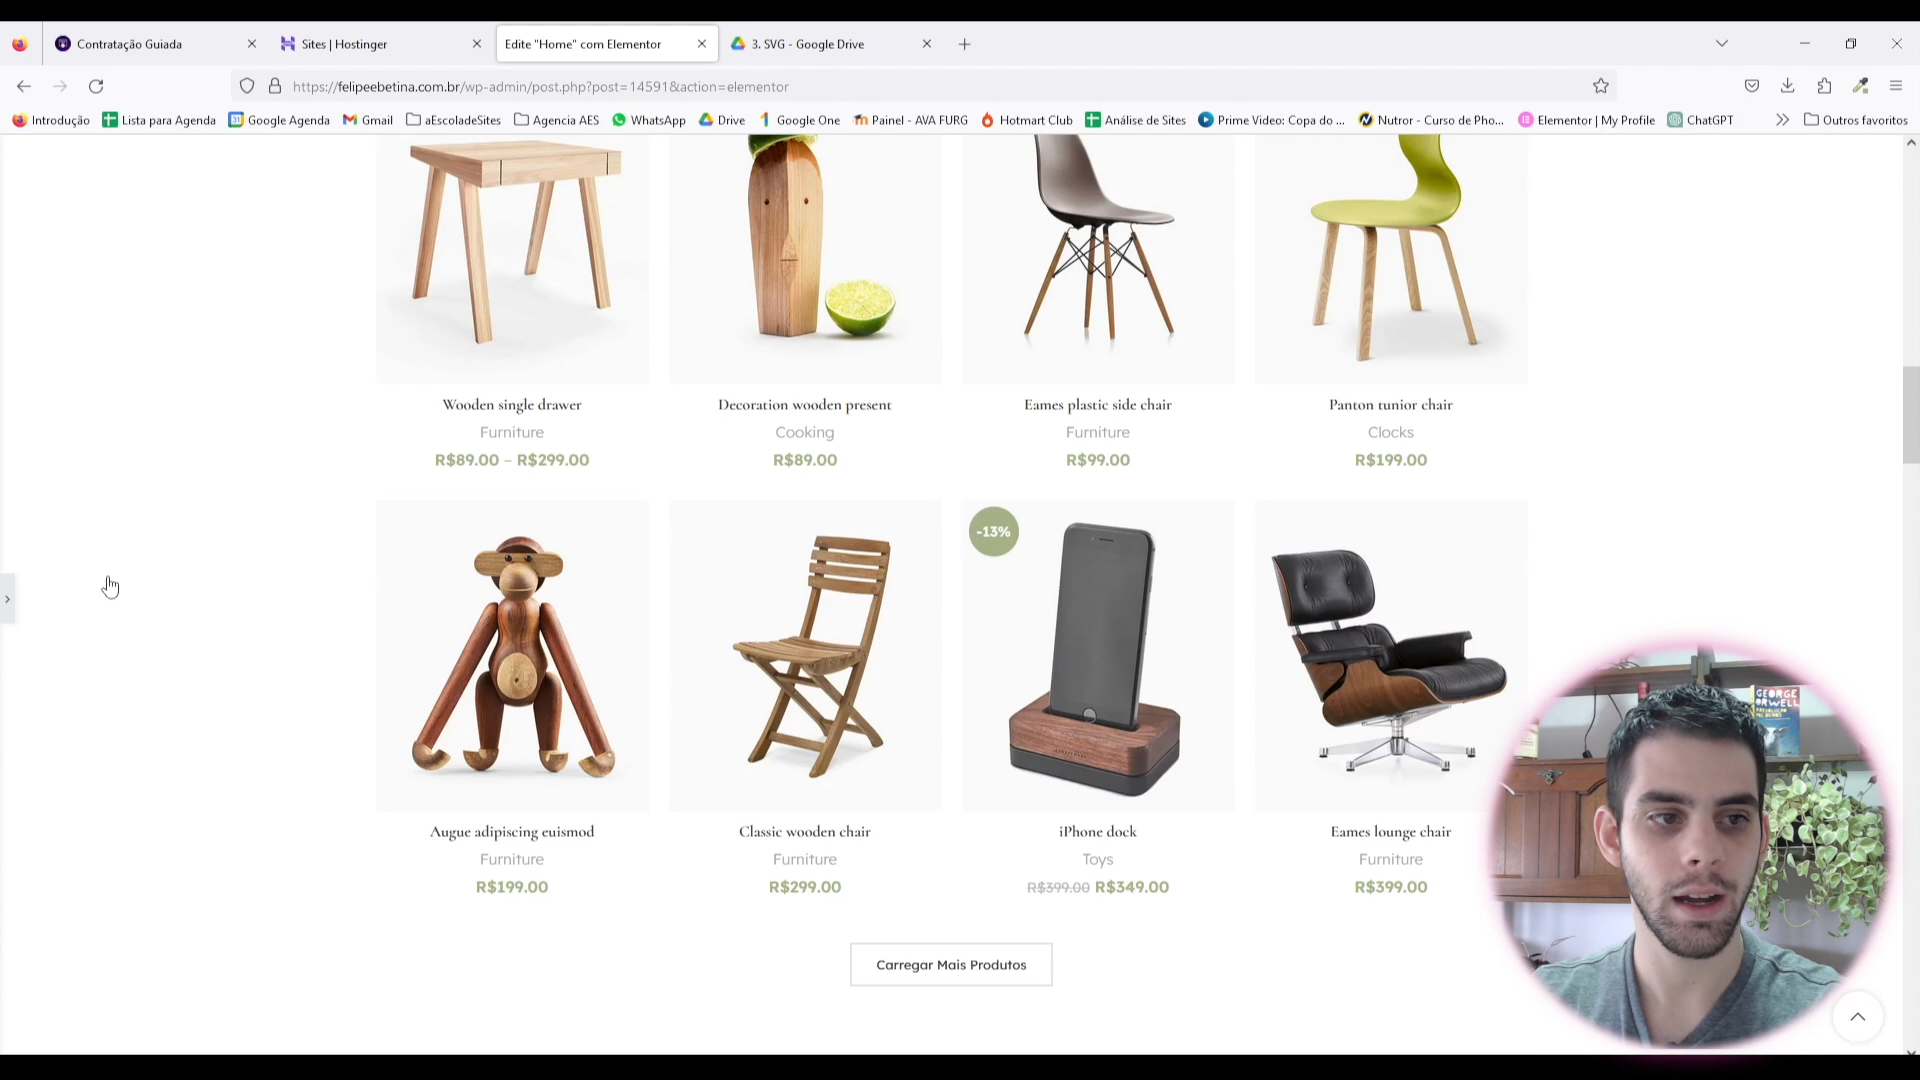 Contratação Guiada
Sites | Hostinger
Edite "Home" com Elementor
3. SVG - Google Drive
https://felipeebetina.com.br/wp-admin/post.php?post=14591&action=elementor
Introdução
Lista para Agenda
Google Agenda
Gmail
aEscoladeSites
Agencia AES
WhatsApp
Drive
Google One
Painel - AVA FURG
Hotmart Club
Análise de Sites
Prime Video: Copa do ...
Nutror - Curso de Pho...
Elementor | My Profile
ChatGPT
Outros favoritos
Wooden single drawer
Furniture
R$89.00 – R$299.00
Decoration wooden present
Cooking
R$89.00
Eames plastic side chair
Furniture
R$99.00
Panton tunior chair
Clocks
R$199.00
-13%
Augue adipiscing euismod
Furniture
R$199.00
Classic wooden chair
Furniture
R$299.00
iPhone dock
Toys
R$399.00 R$349.00
Eames lounge chair
Furniture
R$399.00
Carregar Mais Produtos
GEORGE
ORWELL